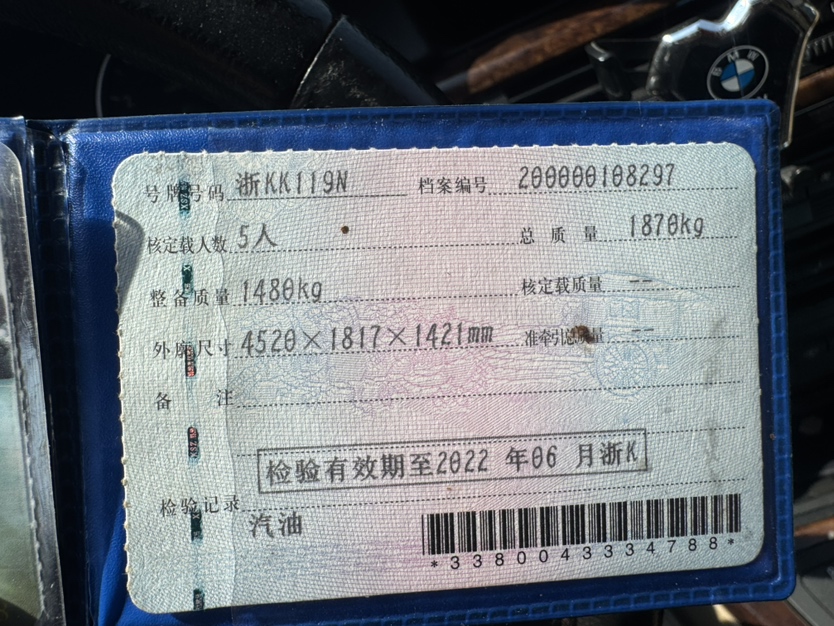 BMW
号牌号码 浙KK119N 档案编号 200000108297
核定载人数 5人 总质量 1870kg
整备质量 1480kg 核定载质量 --
外廓尺寸 4520×1817×1421mm 准牵引总质量 --
备注
检验有效期至2022 年06 月浙K
检验记录
汽油
*3380043334788*